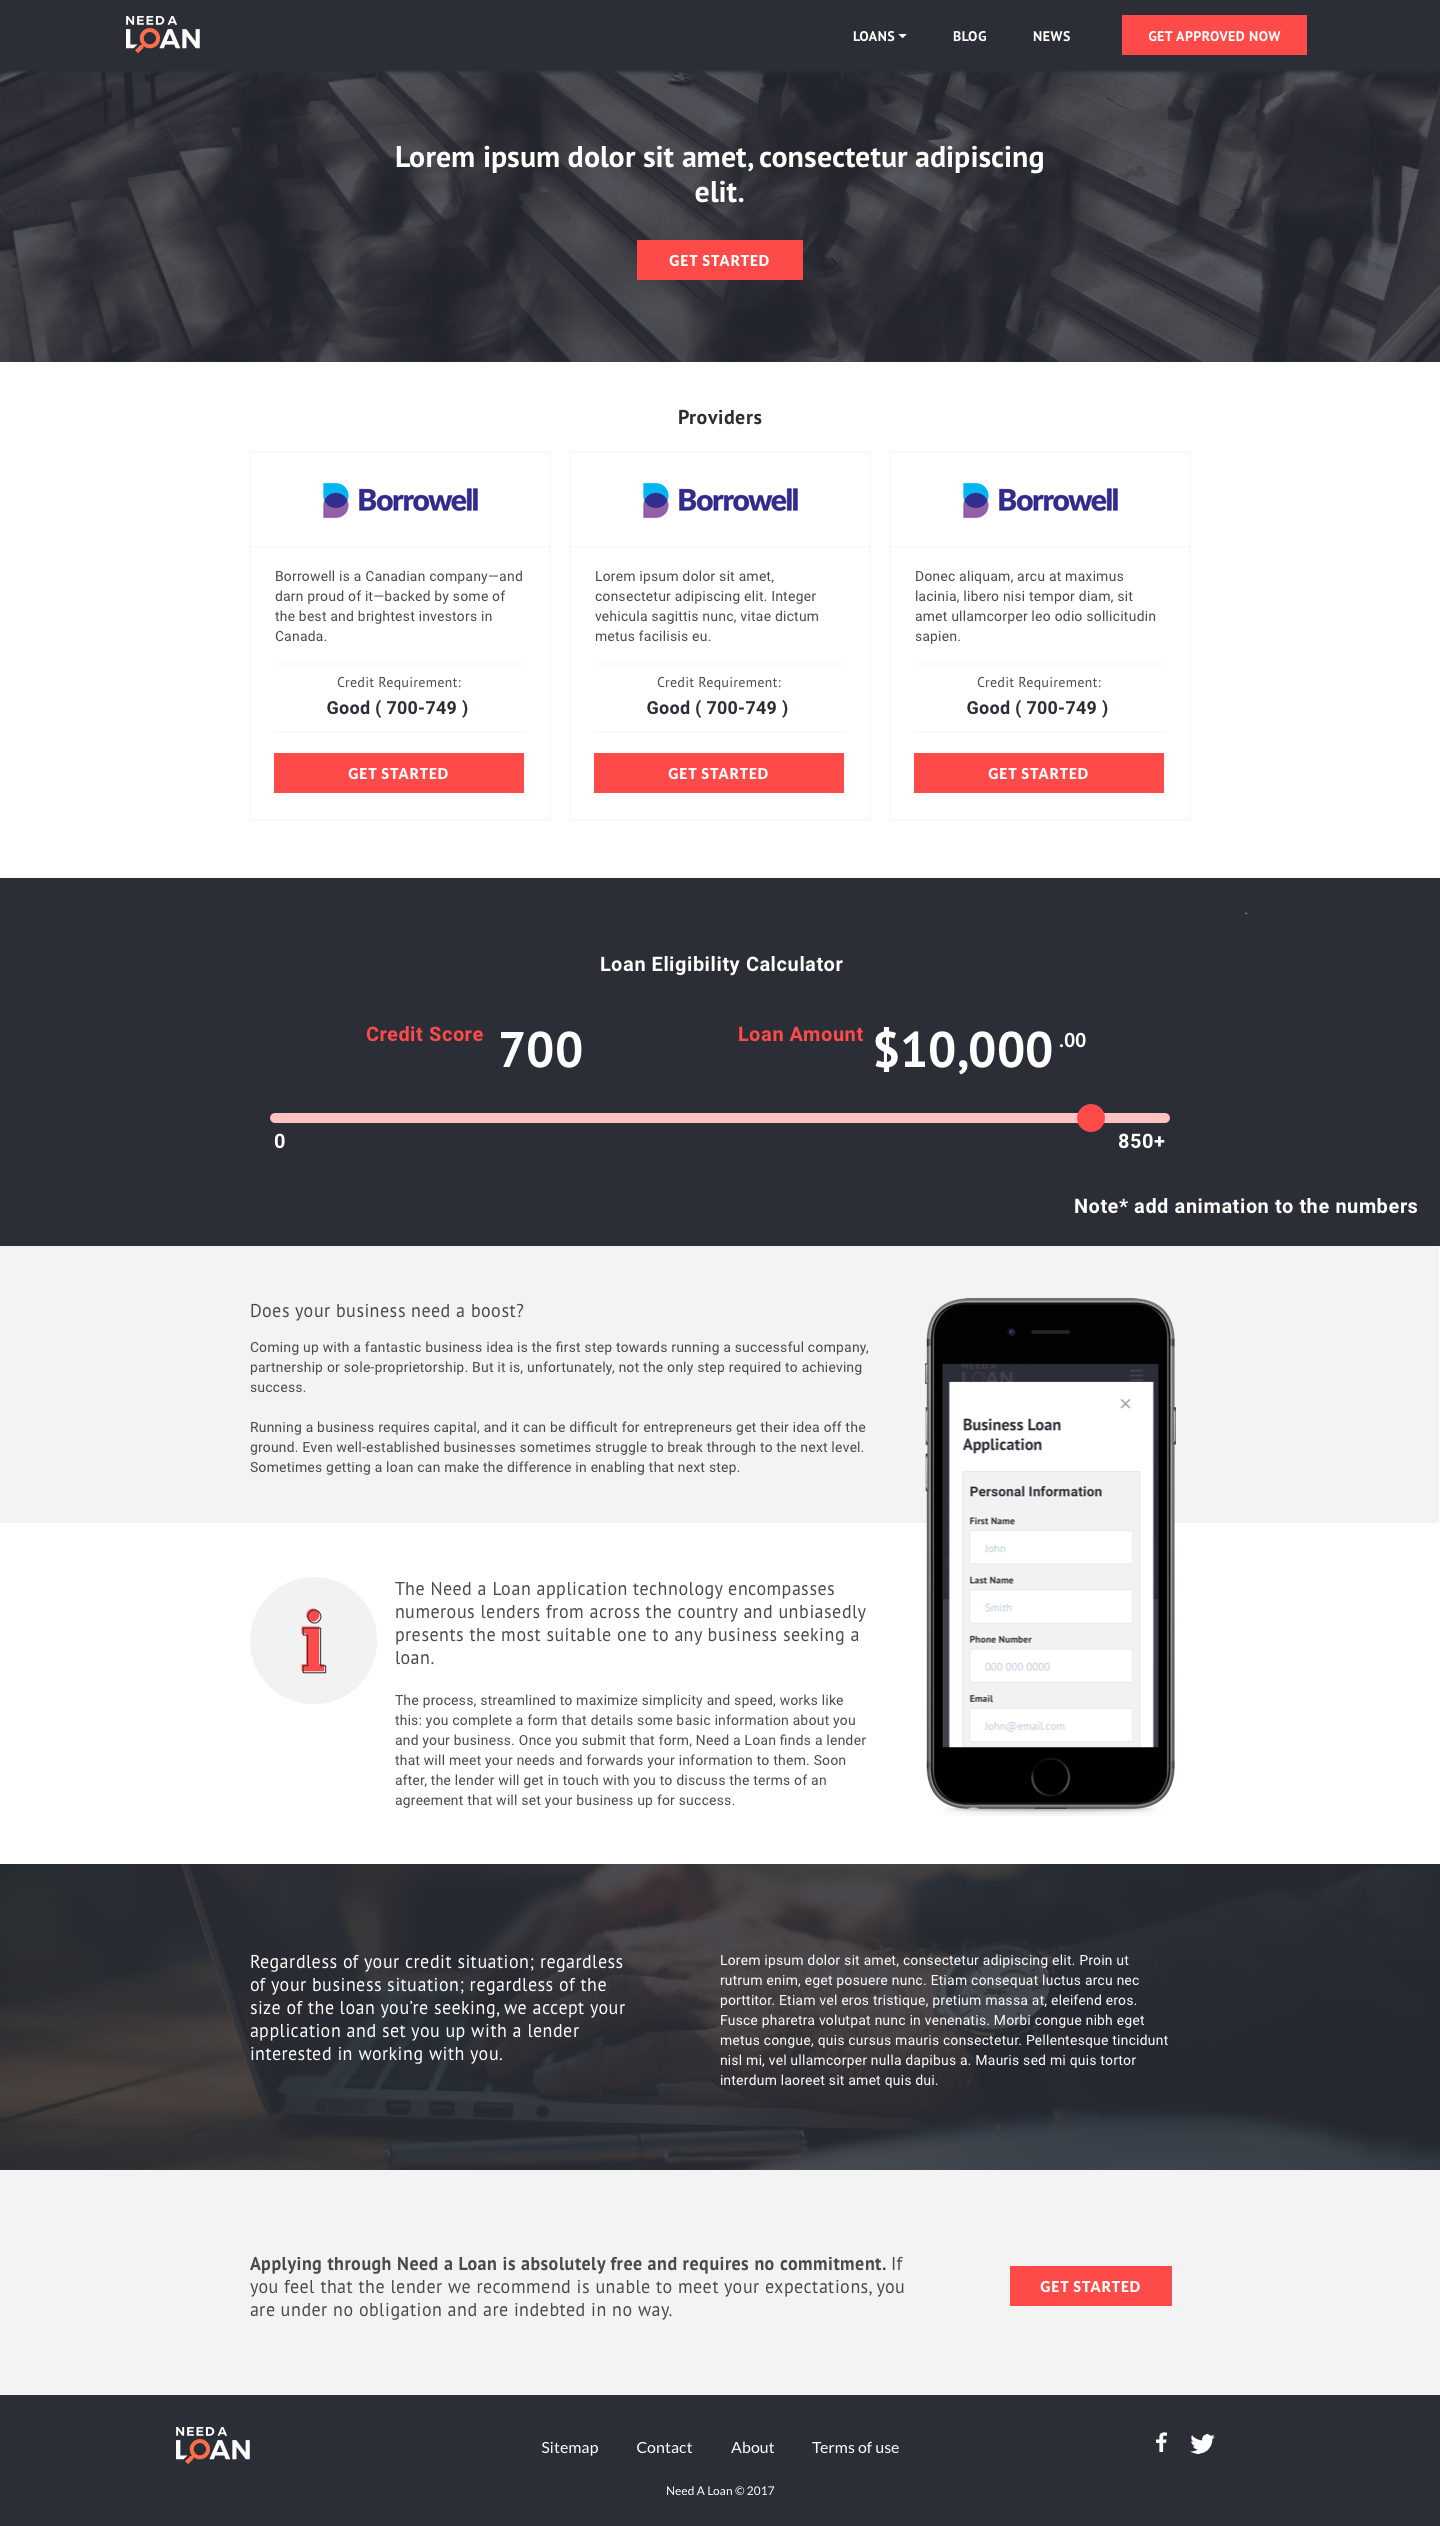 NEED A
LOAN
LOANS
BLOG
NEWS
GET APPROVED NOW
Lorem ipsum dolor sit amet, consectetur adipiscing
elit.
GET STARTED
Providers
Borrowell
Borrowell is a Canadian company—and
darn proud of it—backed by some of
the best and brightest investors in
Canada.
Credit Requirement:
Good ( 700-749 )
GET STARTED
Borrowell
Lorem ipsum dolor sit amet,
consectetur adipiscing elit. Integer
vehicula sagittis nunc, vitae dictum
metus facilisis eu.
Credit Requirement:
Good ( 700-749 )
GET STARTED
Borrowell
Donec aliquam, arcu at maximus
lacinia, libero nisi tempor diam, sit
amet ullamcorper leo odio sollicitudin
sapien.
Credit Requirement:
Good ( 700-749 )
GET STARTED
`
Loan Eligibility Calculator
Credit Score 700
Loan Amount $10,000 .00
0
850+
Note* add animation to the numbers
Does your business need a boost?
Coming up with a fantastic business idea is the first step towards running a successful company,
partnership or sole-proprietorship. But it is, unfortunately, not the only step required to achieving
success.
Running a business requires capital, and it can be difficult for entrepreneurs get their idea off the
ground. Even well-established businesses sometimes struggle to break through to the next level.
Sometimes getting a loan can make the difference in enabling that next step.
NEED A
LOAN
Business Loan
Application
Personal Information
First Name
John
Last Name
Smith
Phone Number
000 000 0000
Email
John@email.com
i
The Need a Loan application technology encompasses
numerous lenders from across the country and unbiasedly
presents the most suitable one to any business seeking a
loan.
The process, streamlined to maximize simplicity and speed, works like
this: you complete a form that details some basic information about you
and your business. Once you submit that form, Need a Loan finds a lender
that will meet your needs and forwards your information to them. Soon
after, the lender will get in touch with you to discuss the terms of an
agreement that will set your business up for success.
Regardless of your credit situation; regardless
of your business situation; regardless of the
size of the loan you’re seeking, we accept your
application and set you up with a lender
interested in working with you.
Lorem ipsum dolor sit amet, consectetur adipiscing elit. Proin ut
rutrum enim, eget posuere nunc. Etiam consequat luctus arcu nec
porttitor. Etiam vel eros tristique, pretium massa at, eleifend eros.
Fusce pharetra volutpat nunc in venenatis. Morbi congue nibh eget
metus congue, quis cursus mauris consectetur. Pellentesque tincidunt
nisl mi, vel ullamcorper nulla dapibus a. Mauris sed mi quis tortor
interdum laoreet sit amet quis dui.
Applying through Need a Loan is absolutely free and requires no commitment. If
you feel that the lender we recommend is unable to meet your expectations, you
are under no obligation and are indebted in no way.
GET STARTED
NEED A
LOAN
Sitemap
Contact
About
Terms of use
Need A Loan © 2017